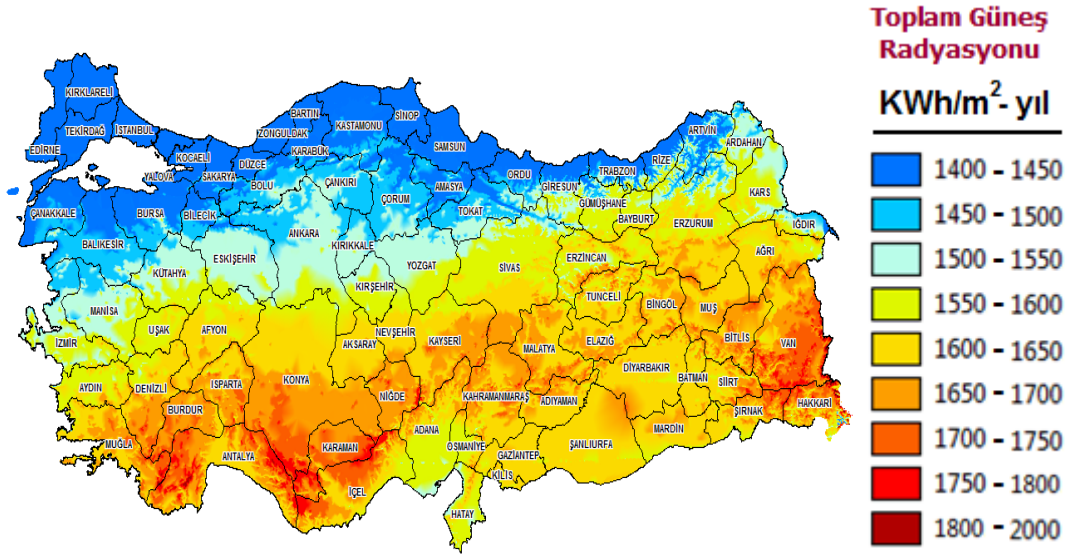 Toplam Güneş
Radyasyonu
KWh/m²- yıl
1400 - 1450
1450 - 1500
1500 - 1550
1550 - 1600
1600 - 1650
1650 - 1700
1700 - 1750
1750 - 1800
1800 - 2000
KIRKLARELİ
TEKİRDAĞ
İSTANBUL
EDİRNE
KOCAELİ
YALOVA
SAKARYA
DÜZCE
ZONGULDAK
BARTIN
KARABÜK
KASTAMONU
SİNOP
SAMSUN
BOLU
ÇANKIRI
ÇORUM
AMASYA
TOKAT
ORDU
GİRESUN
TRABZON
RİZE
ARTVİN
ARDAHAN
KARS
GÜMÜŞHANE
BAYBURT
ERZURUM
IĞDIR
AĞRI
ÇANAKKALE
BURSA
BİLECİK
BALIKESİR
KÜTAHYA
ESKİŞEHİR
ANKARA
KIRIKKALE
YOZGAT
KIRŞEHİR
SİVAS
ERZİNCAN
TUNCELİ
BİNGÖL
MUŞ
BİTLİS
VAN
MANİSA
İZMİR
UŞAK
AFYON
AKSARAY
NEVŞEHİR
KAYSERİ
MALATYA
ELAZIĞ
DİYARBAKIR
BATMAN
SİİRT
ŞIRNAK
HAKKARİ
AYDIN
DENİZLİ
ISPARTA
BURDUR
KONYA
NİĞDE
KAHRAMANMARAŞ
ADIYAMAN
MARDİN
ŞANLIURFA
MUĞLA
ANTALYA
KARAMAN
İÇEL
ADANA
OSMANİYE
GAZİANTEP
KİLİS
HATAY